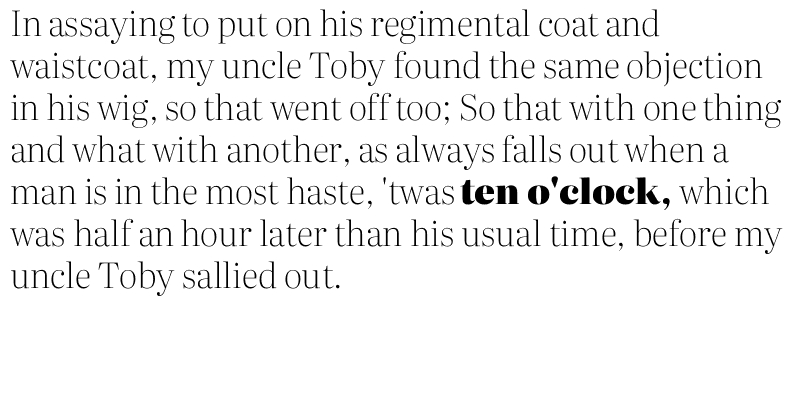 In assaying to put on his regimental coat and
waistcoat, my uncle Toby found the same objection
in his wig, so that went off too; So that with one thing
and what with another, as always falls out when a
man is in the most haste, 'twas ten o'clock, which
was half an hour later than his usual time, before my
uncle Toby sallied out.